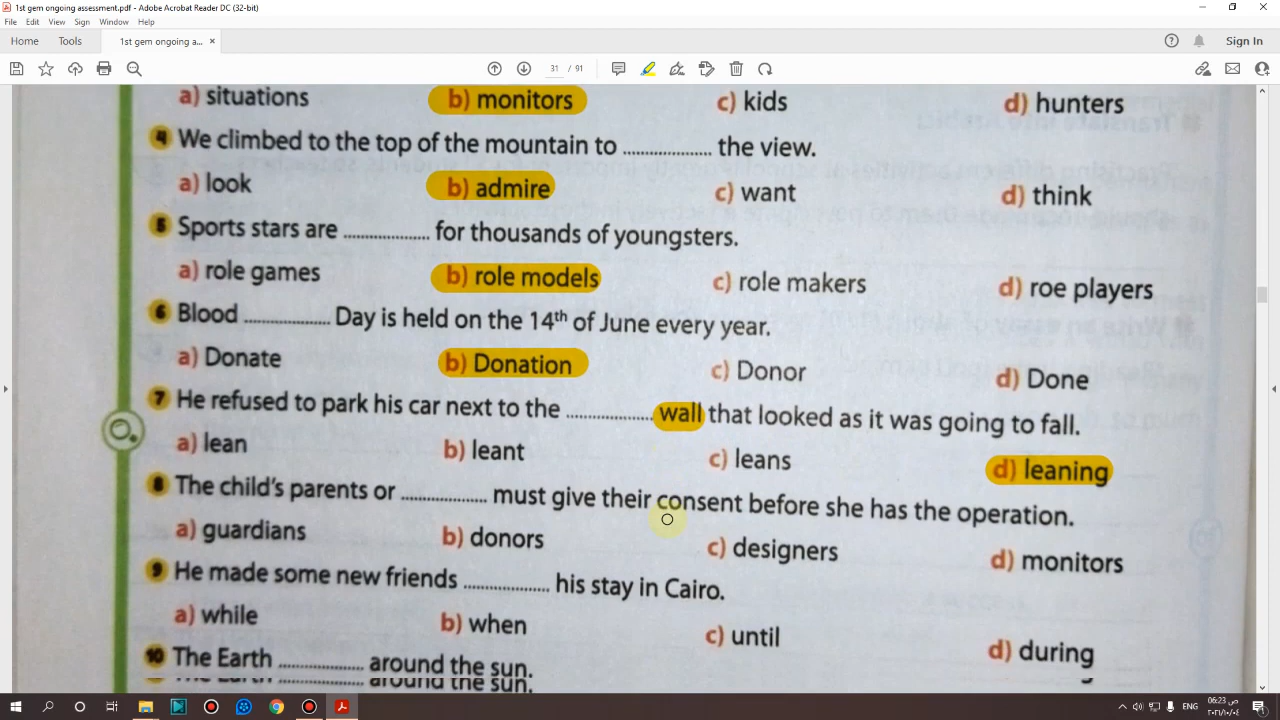 1st gem ongoing assessment.pdf - Adobe Acrobat Reader DC (32-bit)
File Edit View Sign Window Help
Home Tools 1st gem ongoing a... × Sign In
31 / 91
a) situations b) monitors c) kids d) hunters
4 We climbed to the top of the mountain to ................ the view.
a) look b) admire c) want d) think
5 Sports stars are ................ for thousands of youngsters.
a) role games b) role models c) role makers d) roe players
6 Blood ................ Day is held on the 14th of June every year.
a) Donate b) Donation c) Donor d) Done
7 He refused to park his car next to the ................ wall that looked as it was going to fall.
a) lean b) leant c) leans d) leaning
8 The child's parents or ................ must give their consent before she has the operation.
a) guardians b) donors c) designers d) monitors
9 He made some new friends ................ his stay in Cairo.
a) while b) when c) until d) during
10 The Earth ................ around the sun.
ENG 06:23 ص
٢٠٢١/١٠/٠٤